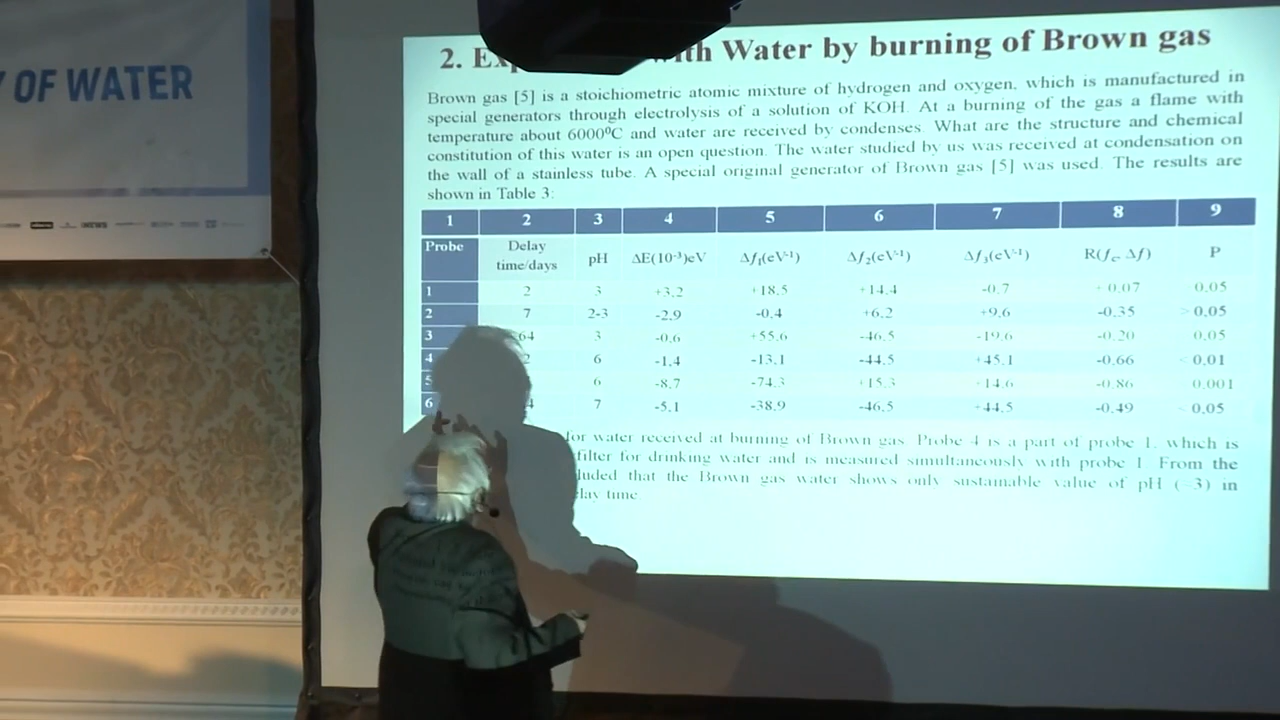 OF WATER
NEWS
2. Water by burning of Brown gas
Brown gas [5] is a stoichiometric atomic mixture of hydrogen and oxygen, which is manufactured in
special generators through electrolysis of a solution of KOH. At a burning of the gas a flame with
temperature about 6000⁰C and water are received by condenses. What are the structure and chemical
constitution of this water is an open question. The water studied by us was received at condensation on
the wall of a stainless tube. A special original generator of Brown gas [5] was used. The results are
shown in Table 3:
1 2 3 4 5 6 7 8 9
Probe Delay time/days pH ΔE(10⁻³)eV Δf₁(eV⁻¹) Δf₂(eV⁻¹) Δf₃(eV⁻¹) R(fc, Δf) P
1 2 3 +3.2 +18.5 +14.4 -0.7 0.07 0.05
2 7 2-3 -2.9 -0.4 +6.2 +9.6 -0.35 >0.05
3 64 3 -0.6 +55.6 -46.5 -19.6 -0.20 0.05
4 2 6 -1.4 -13.1 -44.5 +45.1 -0.66 <0.01
5 6 -8.7 -74.3 +15.3 +14.6 -0.86 0.001
6 7 -5.1 -38.9 -46.5 +44.5 -0.49 0.05
for water received at burning of Brown gas. Probe 4 is a part of probe 1, which is
filter for drinking water and is measured simultaneously with probe 1. From the
that the Brown gas water shows only sustainable value of pH (~3) in
time